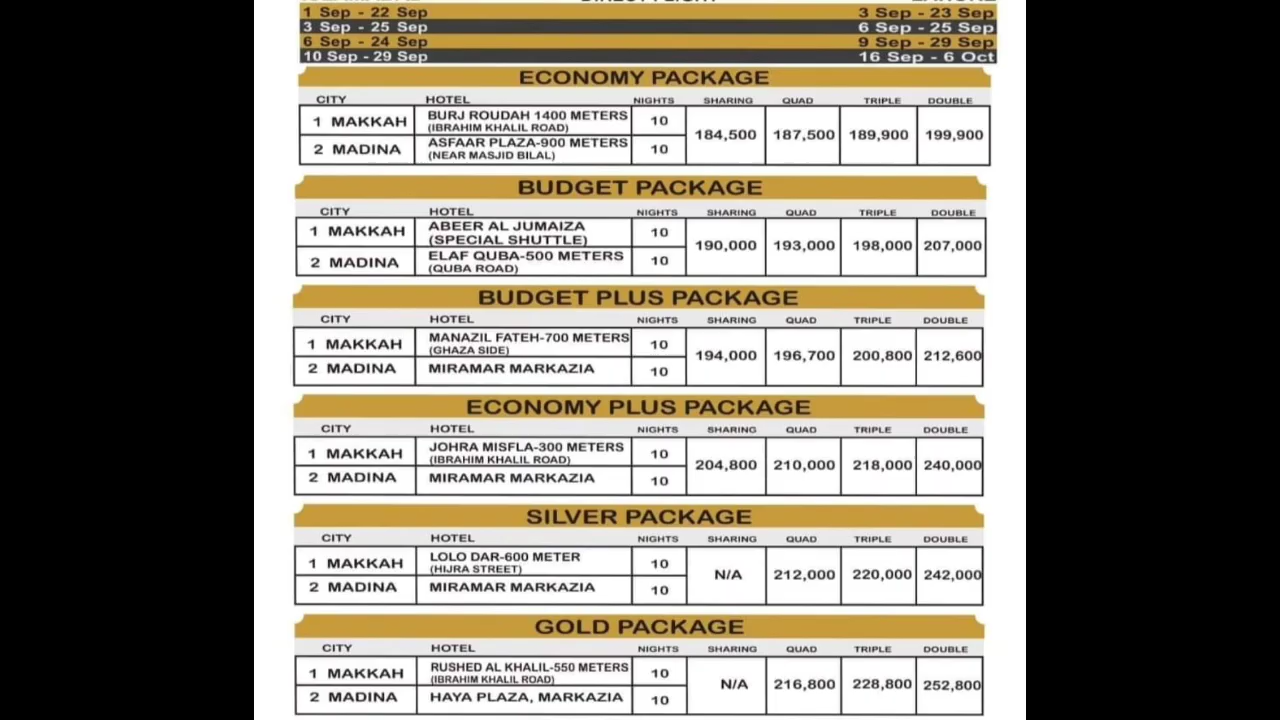 DIRECT FLIGHT
1 Sep - 22 Sep 3 Sep - 23 Sep
3 Sep - 25 Sep 6 Sep - 25 Sep
6 Sep - 24 Sep 9 Sep - 29 Sep
10 Sep - 29 Sep 16 Sep - 6 Oct
ECONOMY PACKAGE
CITY HOTEL NIGHTS SHARING QUAD TRIPLE DOUBLE
1 MAKKAH BURJ ROUDAH 1400 METERS 10
(IBRAHIM KHALIL ROAD)
184,500 187,500 189,900 199,900
2 MADINA ASFAAR PLAZA-900 METERS 10
(NEAR MASJID BILAL)
BUDGET PACKAGE
CITY HOTEL NIGHTS SHARING QUAD TRIPLE DOUBLE
1 MAKKAH ABEER AL JUMAIZA 10
(SPECIAL SHUTTLE)
190,000 193,000 198,000 207,000
2 MADINA ELAF QUBA-500 METERS 10
(QUBA ROAD)
BUDGET PLUS PACKAGE
CITY HOTEL NIGHTS SHARING QUAD TRIPLE DOUBLE
1 MAKKAH MANAZIL FATEH-700 METERS 10
(GHAZA SIDE)
194,000 196,700 200,800 212,600
2 MADINA MIRAMAR MARKAZIA 10
ECONOMY PLUS PACKAGE
CITY HOTEL NIGHTS SHARING QUAD TRIPLE DOUBLE
1 MAKKAH JOHRA MISFLA-300 METERS 10
(IBRAHIM KHALIL ROAD)
204,800 210,000 218,000 240,000
2 MADINA MIRAMAR MARKAZIA 10
SILVER PACKAGE
CITY HOTEL NIGHTS SHARING QUAD TRIPLE DOUBLE
1 MAKKAH LOLO DAR-600 METER 10
(HIJRA STREET)
N/A 212,000 220,000 242,000
2 MADINA MIRAMAR MARKAZIA 10
GOLD PACKAGE
CITY HOTEL NIGHTS SHARING QUAD TRIPLE DOUBLE
1 MAKKAH RUSHED AL KHALIL-550 METERS 10
(IBRAHIM KHALIL ROAD)
N/A 216,800 228,800 252,800
2 MADINA HAYA PLAZA, MARKAZIA 10